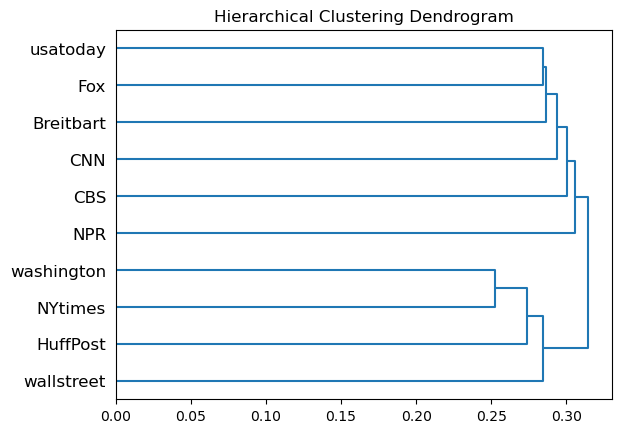 Hierarchical Clustering Dendrogram
usatoday
Fox
Breitbart
CNN
CBS
NPR
washington
NYtimes
HuffPost
wallstreet
0.00 0.05 0.10 0.15 0.20 0.25 0.30